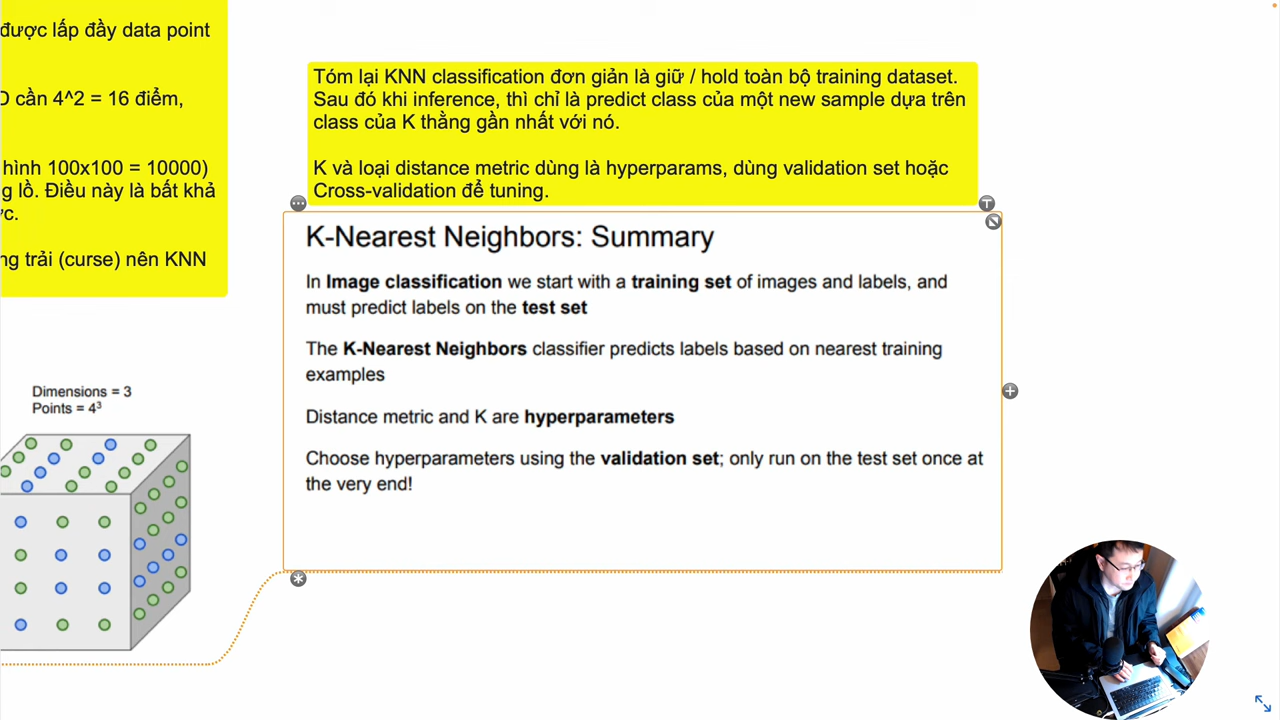 được lấp đầy data point
cần 4^2 = 16 điểm,
hình 100x100 = 10000)
lồ. Điều này là bất khả
(curse) nên KNN
Dimensions = 3
Points = 4³
Tóm lại KNN classification đơn giản là giữ / hold toàn bộ training dataset.
Sau đó khi inference, thì chỉ là predict class của một new sample dựa trên
class của K thằng gần nhất với nó.
K và loại distance metric dùng là hyperparams, dùng validation set hoặc
Cross-validation để tuning.
K-Nearest Neighbors: Summary
In Image classification we start with a training set of images and labels, and
must predict labels on the test set
The K-Nearest Neighbors classifier predicts labels based on nearest training
examples
Distance metric and K are hyperparameters
Choose hyperparameters using the validation set; only run on the test set once at
the very end!